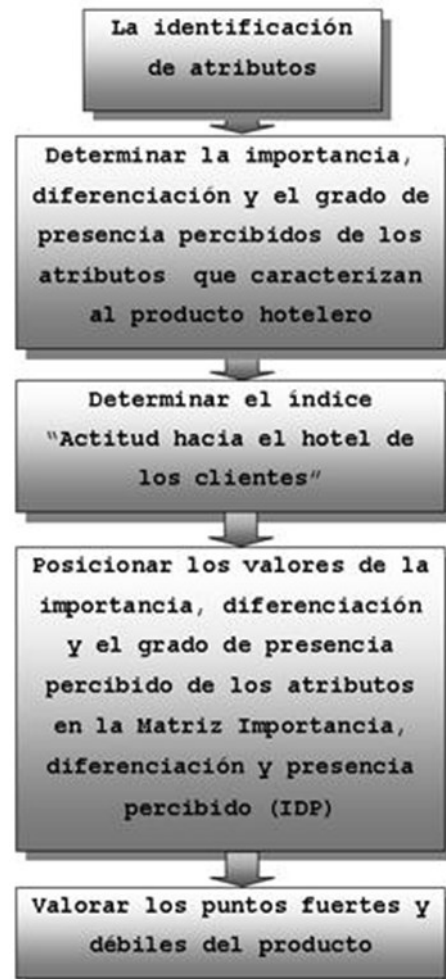 La identificación
de atributos
Determinar la importancia,
diferenciación y el grado de
presencia percibidos de los
atributos que caracterizan
al producto hotelero
Determinar el índice
“Actitud hacia el hotel de
los clientes”
Posicionar los valores de la
importancia, diferenciación
y el grado de presencia
percibido de los atributos
en la Matriz Importancia,
diferenciación y presencia
percibido (IDP)
Valorar los puntos fuertes y
débiles del producto